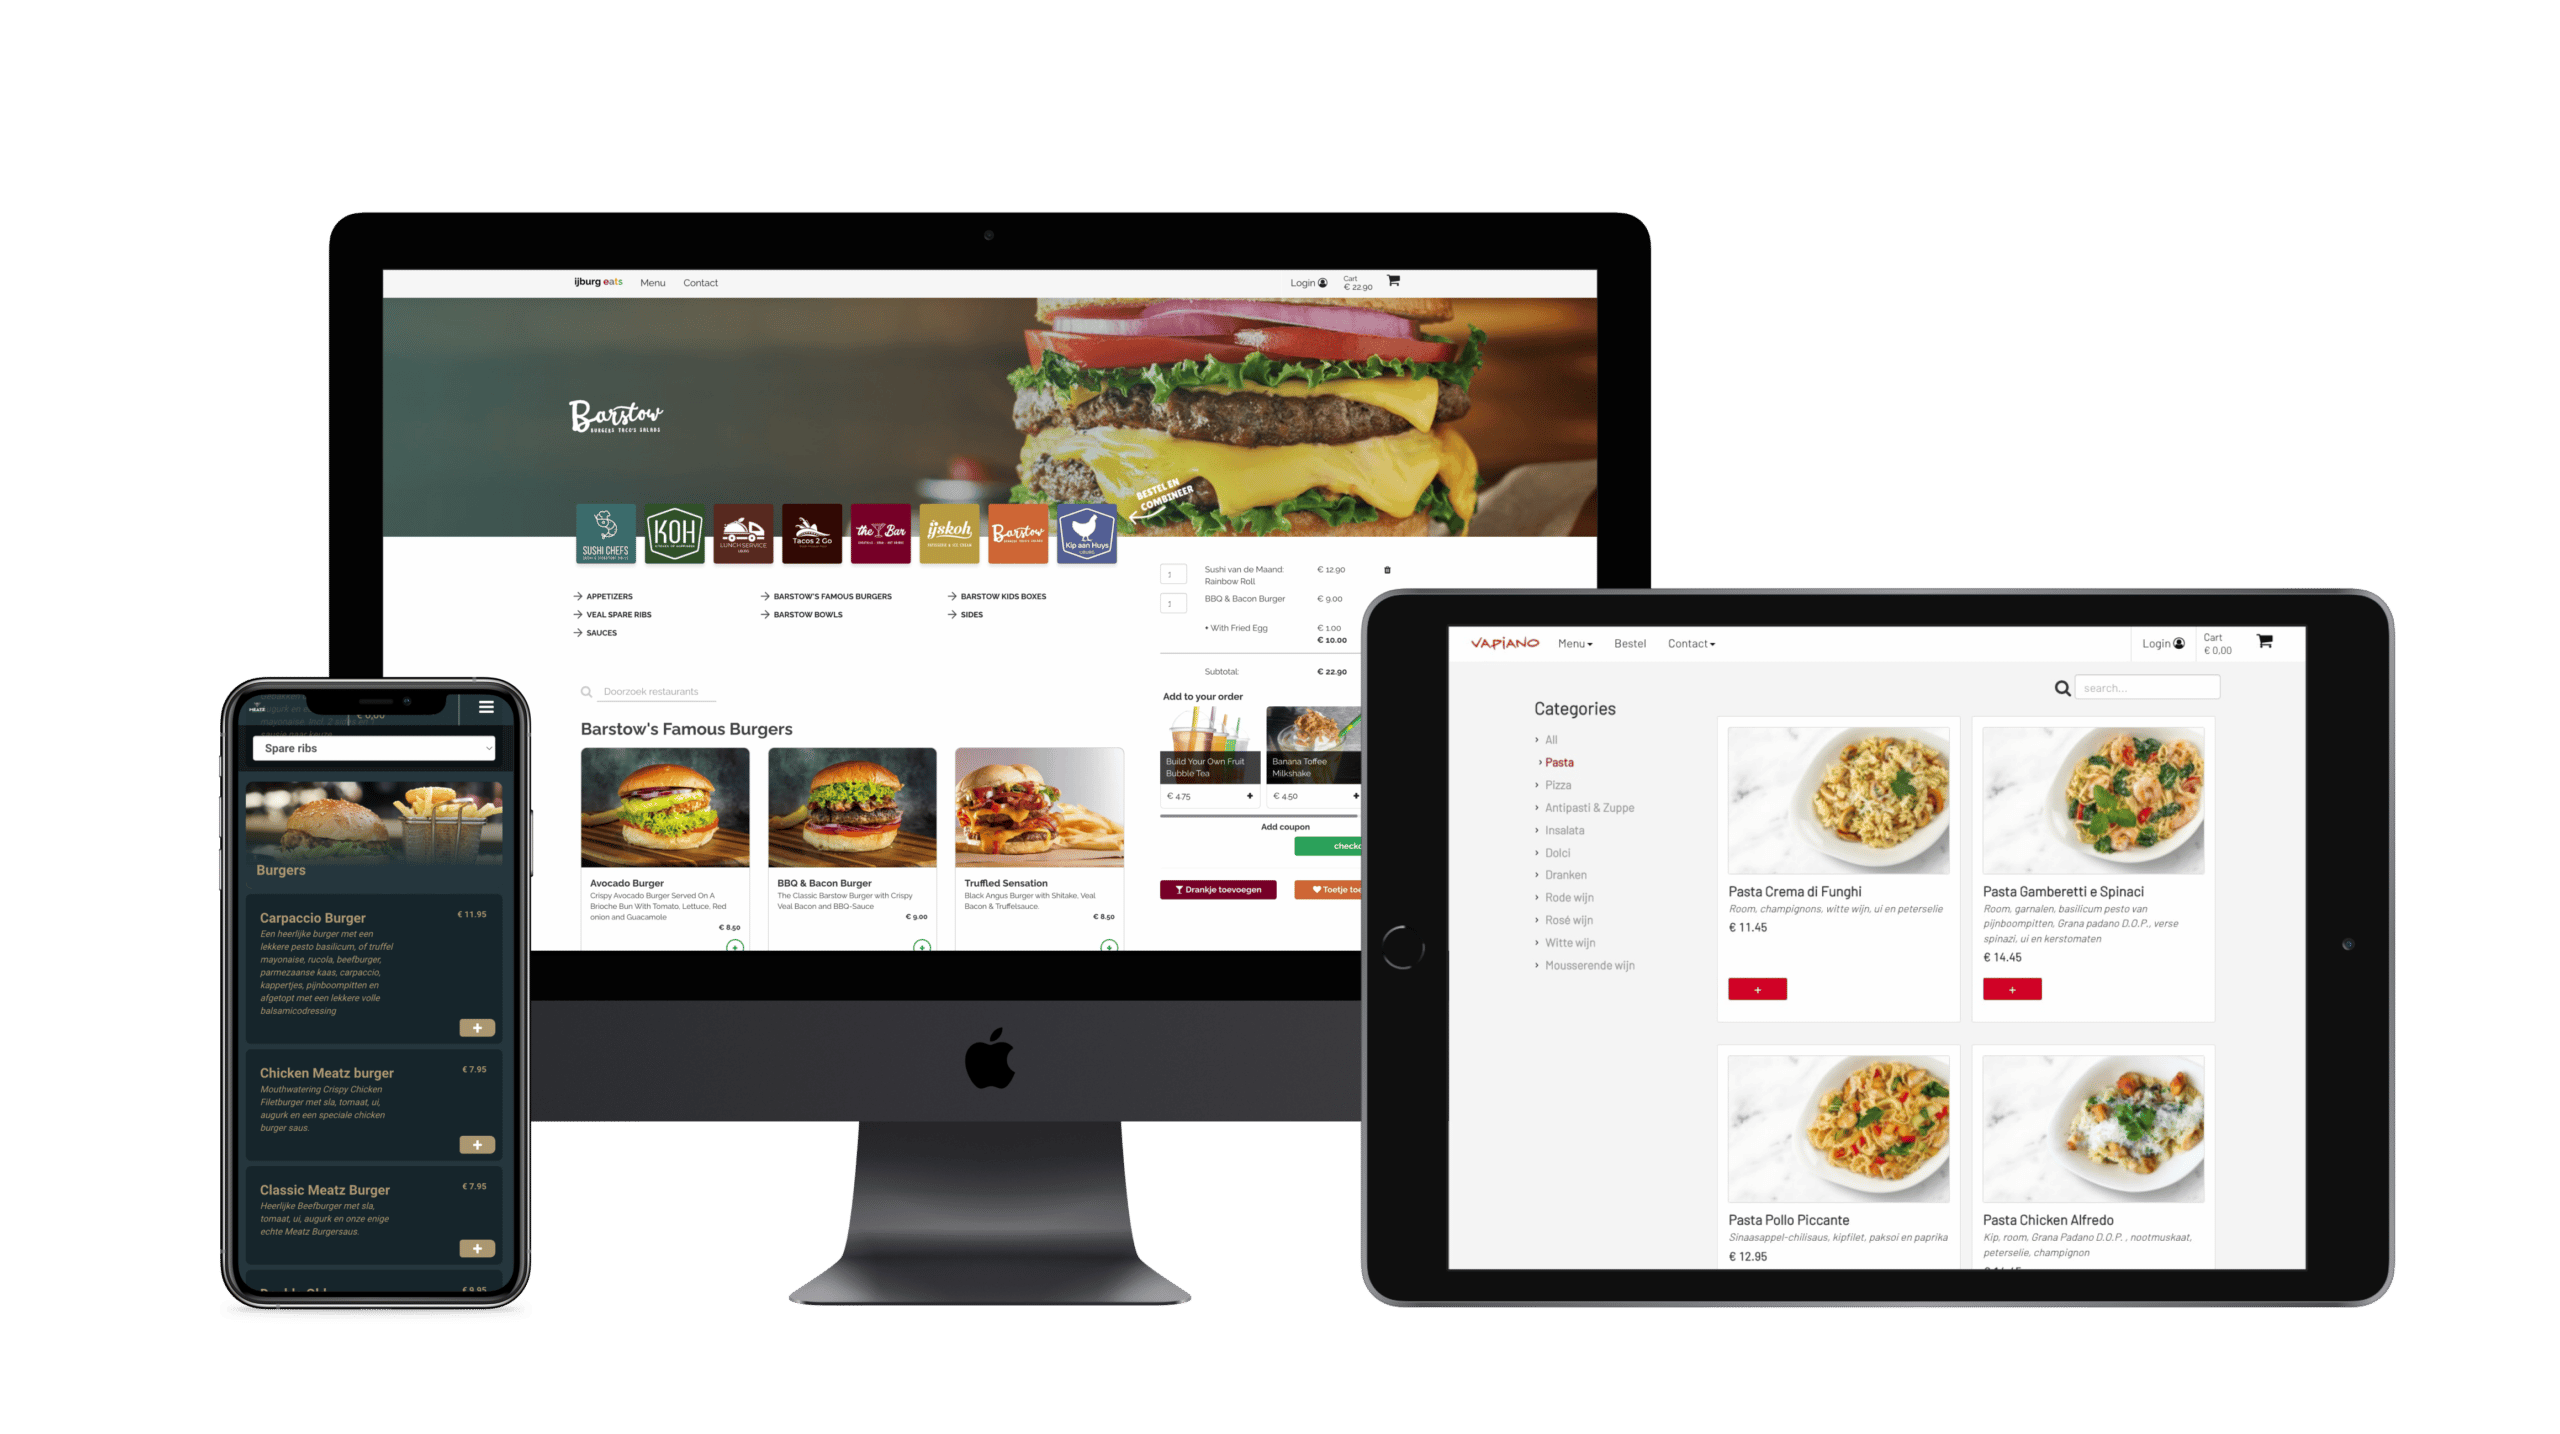 ijburg eats Menu Contact
Login
Cart
€ 22.90
Barstow
BURGERS TACO'S SALADS
BESTEL EN
COMBINEER
SUSHI CHEFS
KOH
LUNCHSERVICE
Tacos 2 Go
the Bar
ijskoh
Barstow
Kip aan Huys
APPETIZERS
BARSTOW'S FAMOUS BURGERS
BARSTOW KIDS BOXES
VEAL SPARE RIBS
BARSTOW BOWLS
SIDES
SAUCES
1 Sushi van de Maand: € 12.90
Rainbow Roll
1 BBQ & Bacon Burger € 9.00
• With Fried Egg € 1.00
€ 10.00
Subtotal: € 22.90
Add to your order
Build Your Own Fruit
Bubble Tea
€ 4.75 +
Banana Toffee
Milkshake
€ 4.50 +
Add coupon
Drankje toevoegen
Doorzoek restaurants
Barstow's Famous Burgers
Avocado Burger
Crispy Avocado Burger Served On A
Brioche Bun With Tomato, Lettuce, Red
onion and Guacamole
€ 8.50
BBQ & Bacon Burger
The Classic Barstow Burger with Crispy
Veal Bacon and BBQ-Sauce
€ 9.00
Truffled Sensation
Black Angus Burger with Shitake, Veal
Bacon & Truffelsauce.
€ 8.50
Spare ribs
Burgers
Carpaccio Burger € 11.95
Een heerlijke burger met een
lekkere pesto basilicum, of truffel
mayonaise, rucola, beefburger,
parmezaanse kaas, carpaccio,
kappertjes, pijnboompitten en
afgetopt met een lekkere volle
balsamicodressing
+
Chicken Meatz burger € 7.95
Mouthwatering Crispy Chicken
Filetburger met sla, tomaat, ui,
augurk en een speciale chicken
burger saus.
+
Classic Meatz Burger € 7.95
Heerlijke Beefburger met sla,
tomaat, ui, augurk en onze enige
echte Meatz Burgersaus.
+
VAPIANO Menu Bestel Contact
Login
Cart
€ 0,00
search...
Categories
All
Pasta
Pizza
Antipasti & Zuppe
Insalata
Dolci
Dranken
Rode wijn
Rosé wijn
Witte wijn
Mousserende wijn
Pasta Crema di Funghi
Room, champignons, witte wijn, ui en peterselie
€ 11.45
+
Pasta Gamberetti e Spinaci
Room, garnalen, basilicum pesto van
pijnboompitten, Grana padano D.O.P., verse
spinazi, ui en kerstomaten
€ 14.45
+
Pasta Pollo Piccante
Sinaasappel-chilisaus, kipfilet, paksoi en paprika
€ 12.95
Pasta Chicken Alfredo
Kip, room, Grana Padano D.O.P. , nootmuskaat,
peterselie, champignon